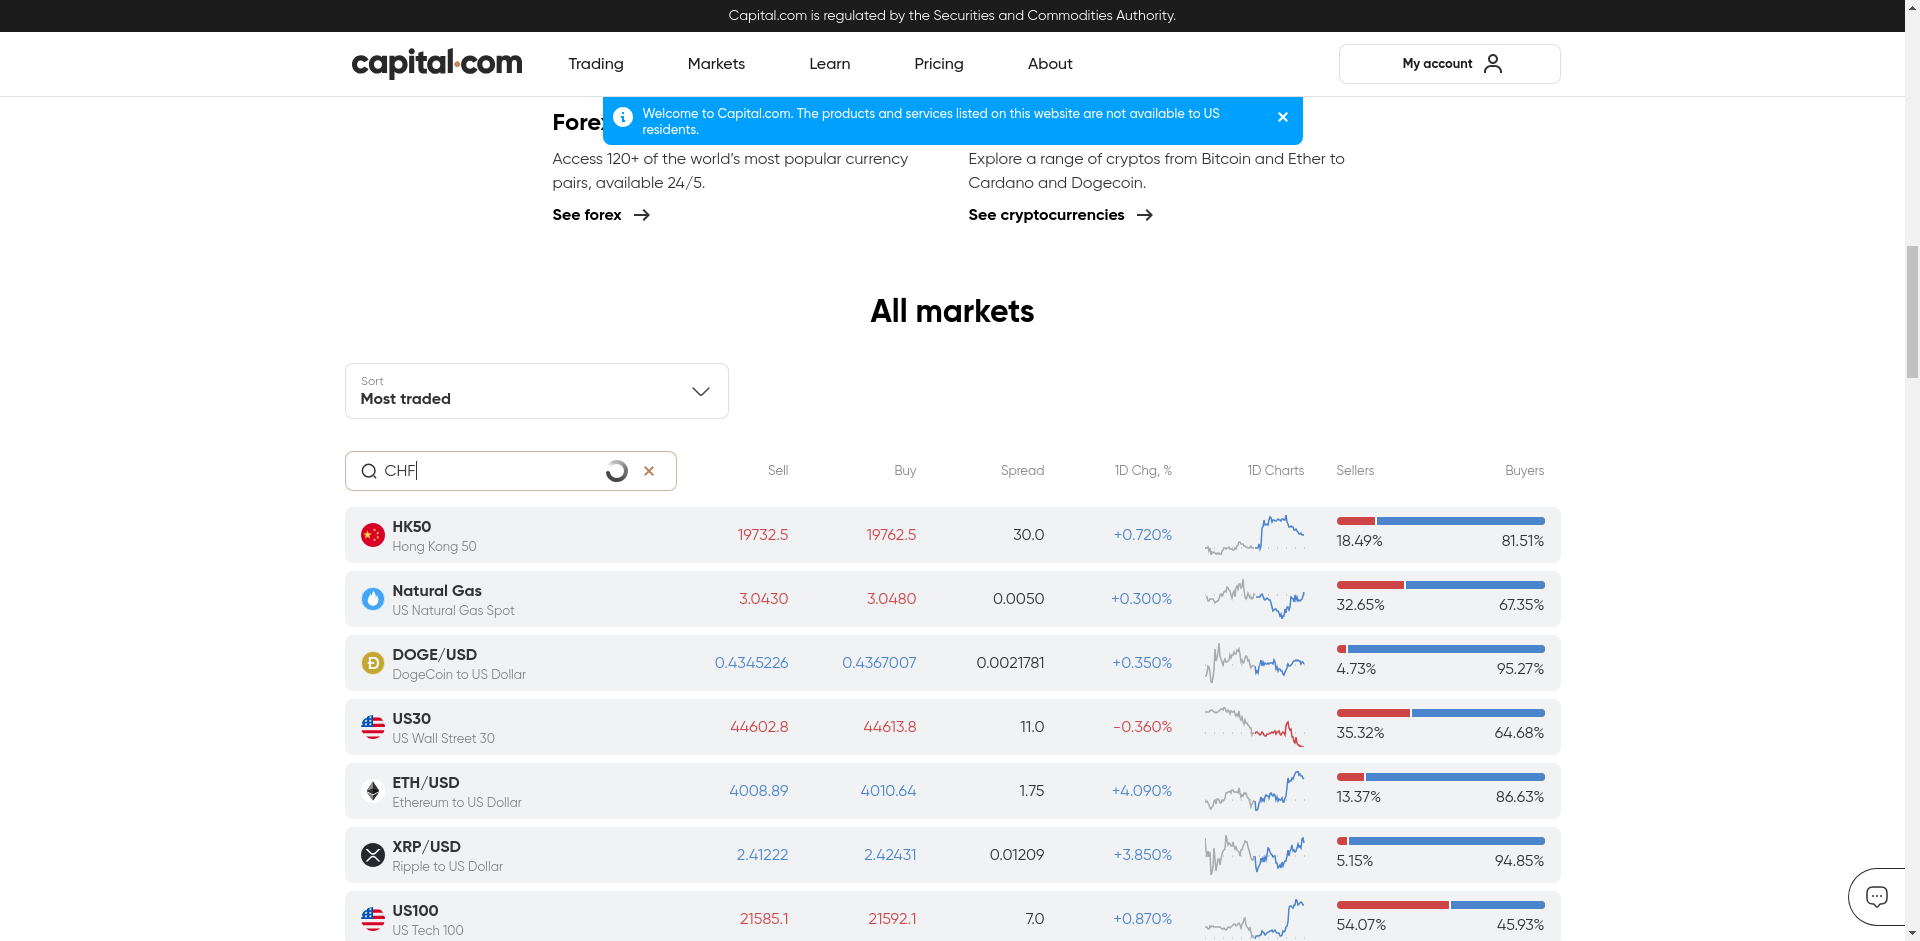 Capital.com is regulated by the Securities and Commodities Authority.
capital.com
Trading
Markets
Learn
Pricing
About
My account
Welcome to Capital.com. The products and services listed on this website are not available to US
residents.
Access 120+ of the world's most popular currency
pairs, available 24/5.
See forex
Explore a range of cryptos from Bitcoin and Ether to
Cardano and Dogecoin.
See cryptocurrencies
All markets
Sort
Most traded
CHF
Sell
Buy
Spread
1D Chg, %
1D Charts
Sellers
Buyers
HK50
Hong Kong 50
19732.5
19762.5
30.0
+0.720%
18.49%
81.51%
Natural Gas
US Natural Gas Spot
3.0430
3.0480
0.0050
+0.300%
32.65%
67.35%
DOGE/USD
DogeCoin to US Dollar
0.4345226
0.4367007
0.0021781
+0.350%
4.73%
95.27%
US30
US Wall Street 30
44602.8
44613.8
11.0
-0.360%
35.32%
64.68%
ETH/USD
Ethereum to US Dollar
4008.89
4010.64
1.75
+4.090%
13.37%
86.63%
XRP/USD
Ripple to US Dollar
2.41222
2.42431
0.01209
+3.850%
5.15%
94.85%
US100
US Tech 100
21585.1
21592.1
7.0
+0.870%
54.07%
45.93%